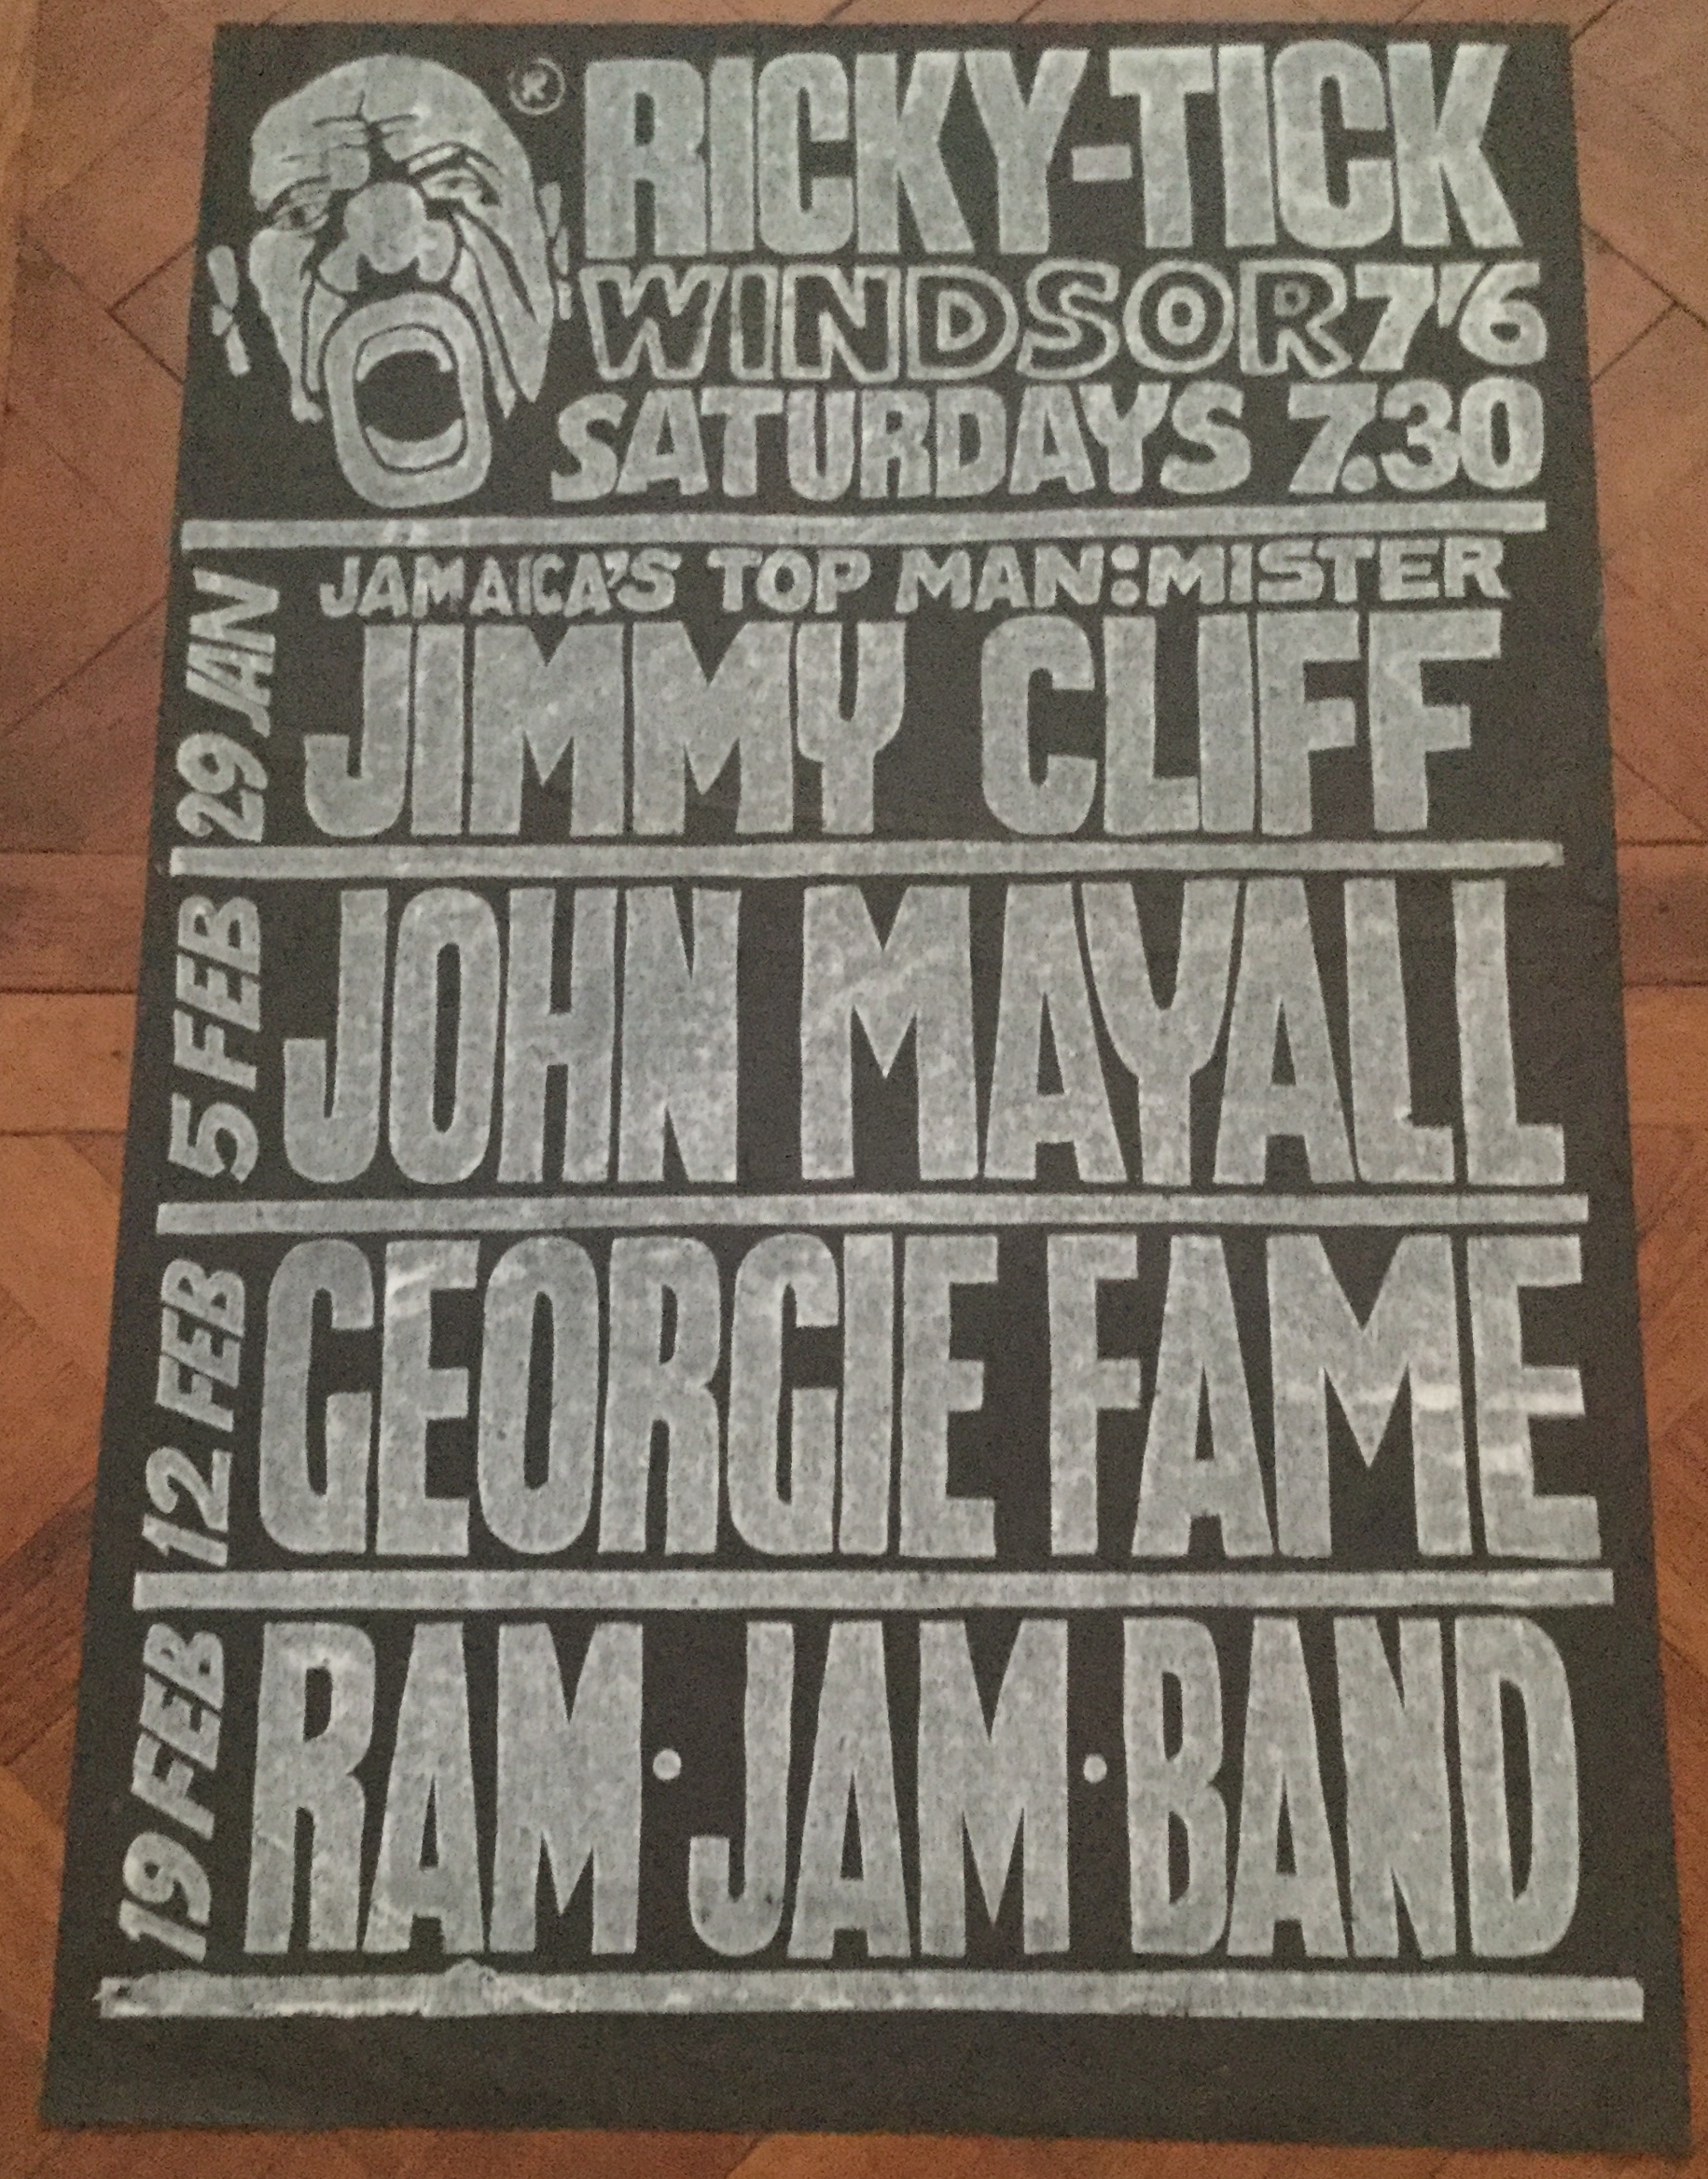 ® RICKY-TICK
WINDSOR 7'6
SATURDAYS 7.30
29 JAN
JAMAICA'S TOP MAN:MISTER
JIMMY CLIFF
5 FEB
JOHN MAYALL
12 FEB
GEORGIE FAME
19 FEB
RAM·JAM·BAND